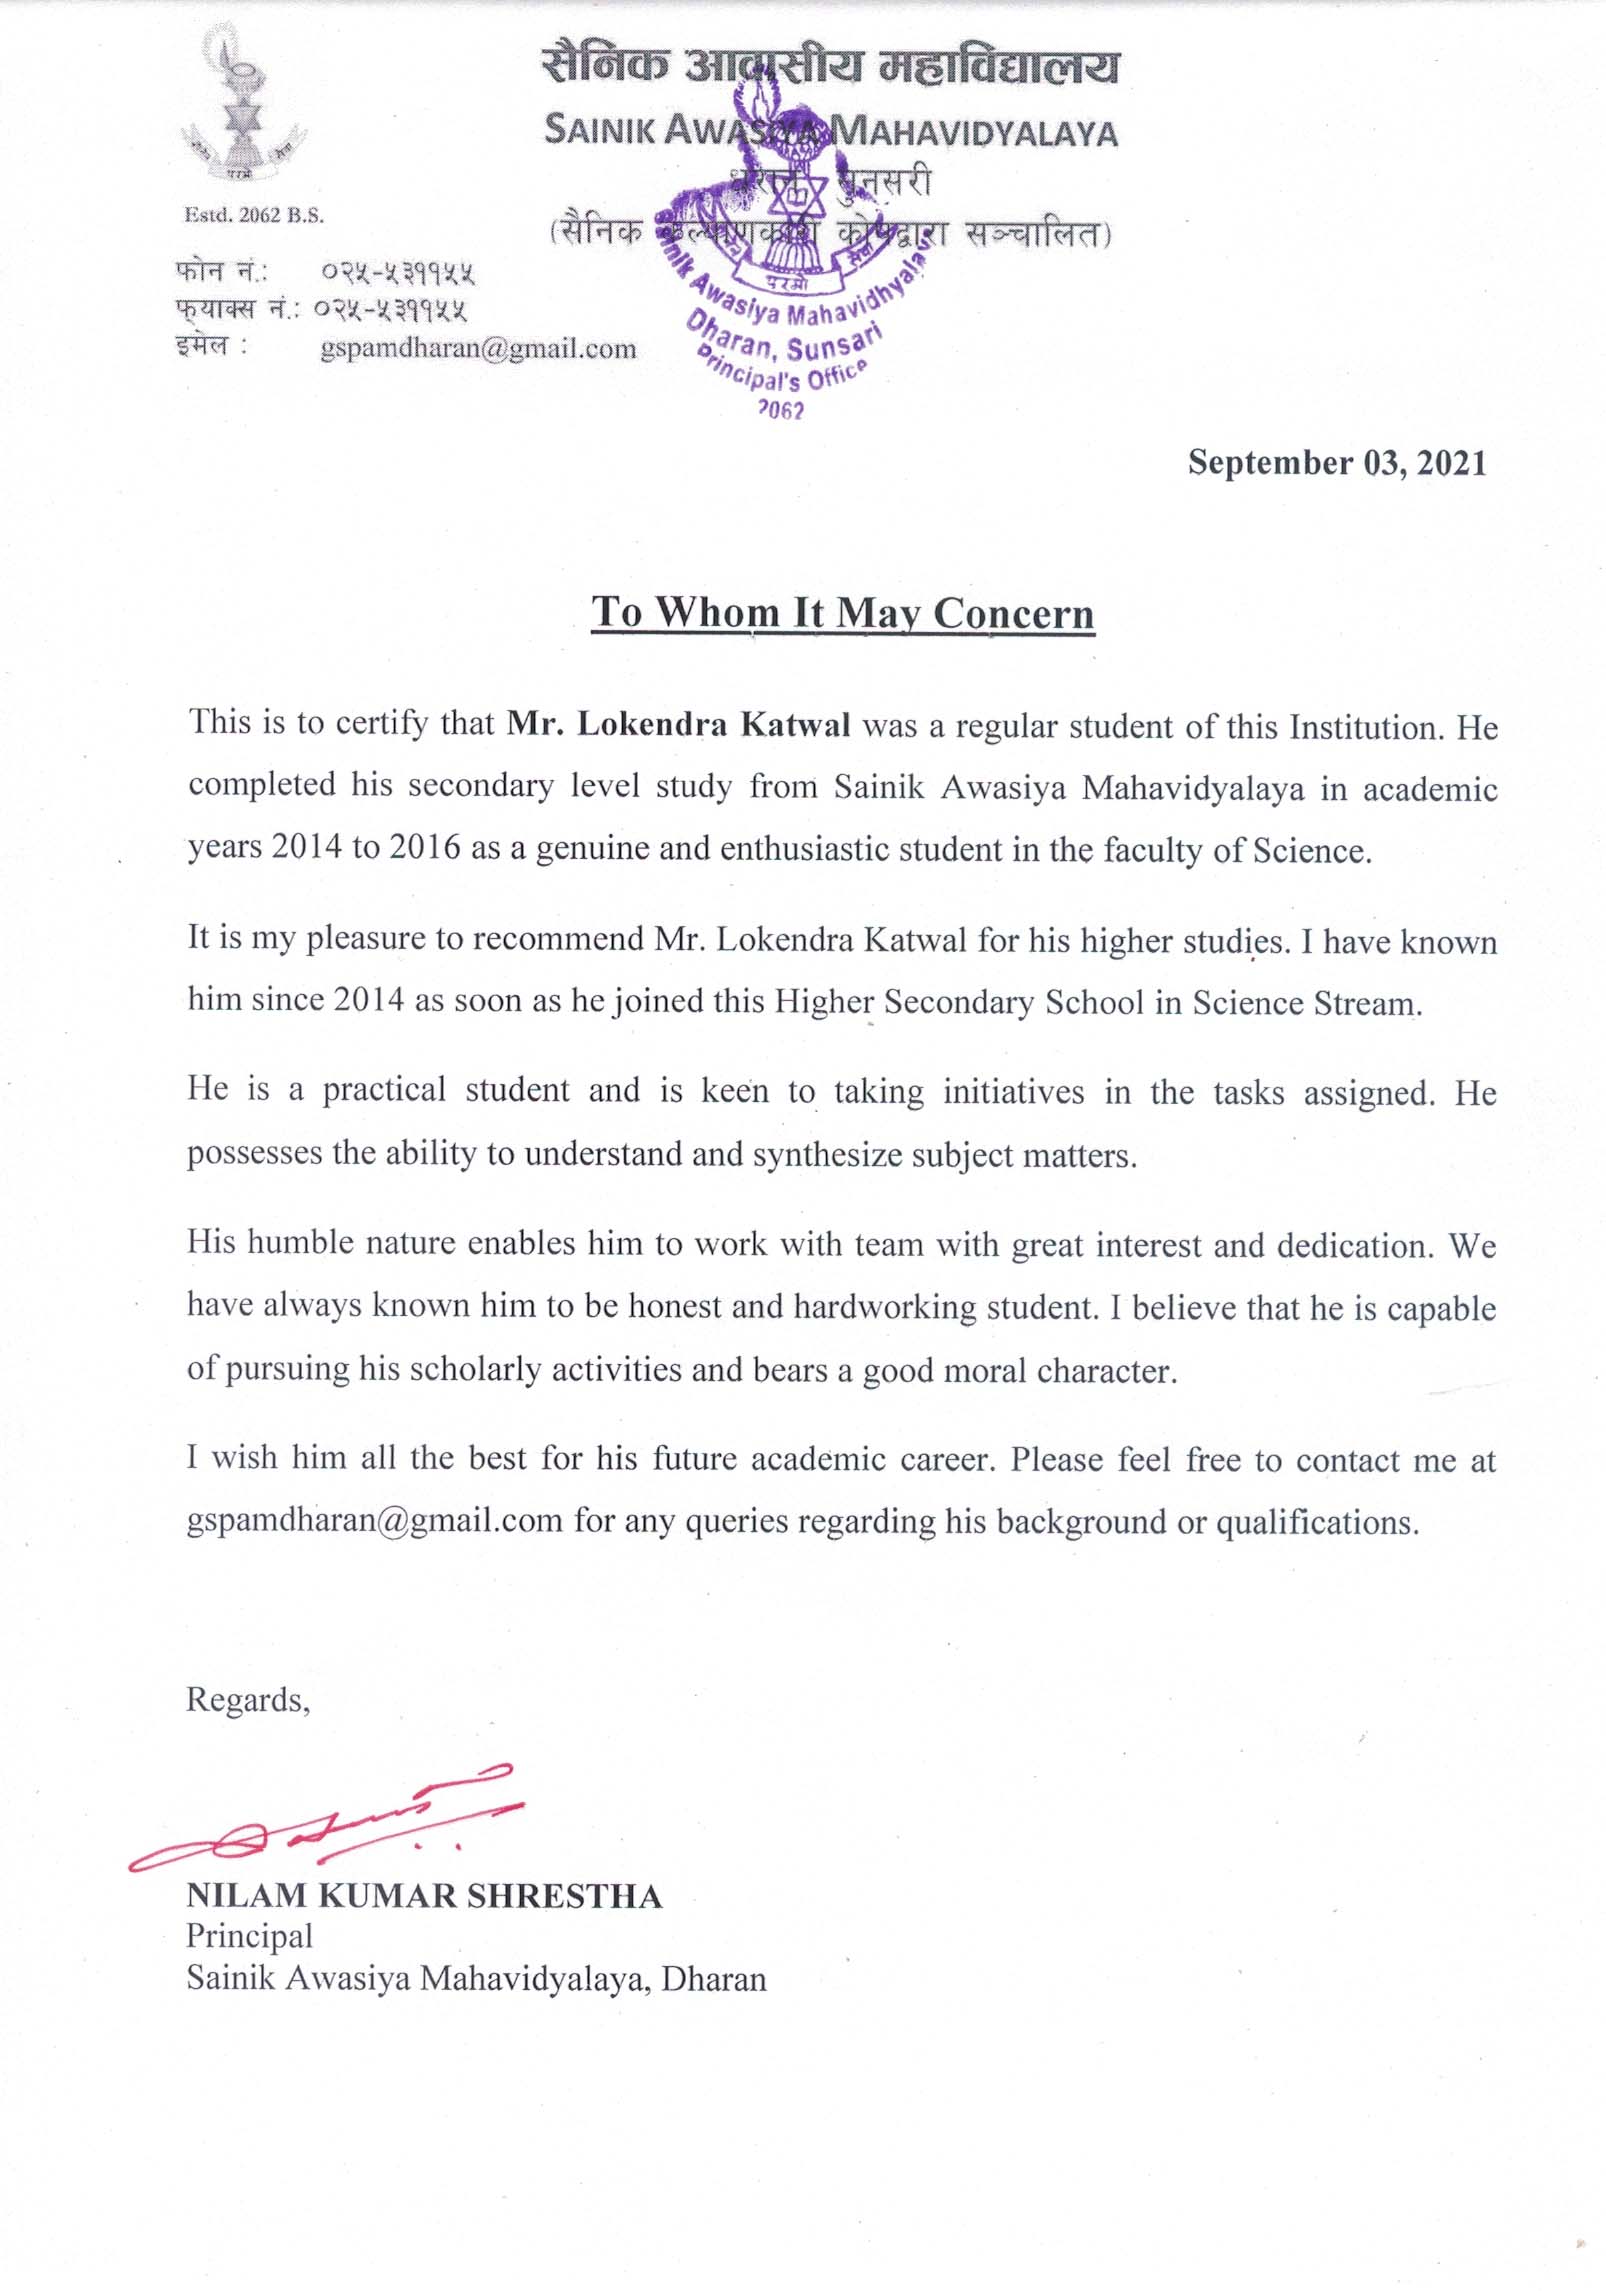 सैनिक आवासीय महाविद्यालय
SAINIK AWASIYA MAHAVIDYALAYA
धरान, सुनसरी
(सैनिक कल्याणकारी कोषद्वारा सञ्चालित)
परमो
सेवा
Estd. 2062 B.S.
फोन नं.: ०२५-५३११५५
फ्याक्स नं.: ०२५-५३११५५
इमेल : gspamdharan@gmail.com
परमो
सेवा
Sainik Awasiya Mahavidhyalaya
Dharan, Sunsari
Principal's Office
2062
September 03, 2021
To Whom It May Concern
This is to certify that Mr. Lokendra Katwal was a regular student of this Institution. He
completed his secondary level study from Sainik Awasiya Mahavidyalaya in academic
years 2014 to 2016 as a genuine and enthusiastic student in the faculty of Science.
It is my pleasure to recommend Mr. Lokendra Katwal for his higher studies. I have known
him since 2014 as soon as he joined this Higher Secondary School in Science Stream.
He is a practical student and is keen to taking initiatives in the tasks assigned. He
possesses the ability to understand and synthesize subject matters.
His humble nature enables him to work with team with great interest and dedication. We
have always known him to be honest and hardworking student. I believe that he is capable
of pursuing his scholarly activities and bears a good moral character.
I wish him all the best for his future academic career. Please feel free to contact me at
gspamdharan@gmail.com for any queries regarding his background or qualifications.
Regards,
NILAM KUMAR SHRESTHA
Principal
Sainik Awasiya Mahavidyalaya, Dharan